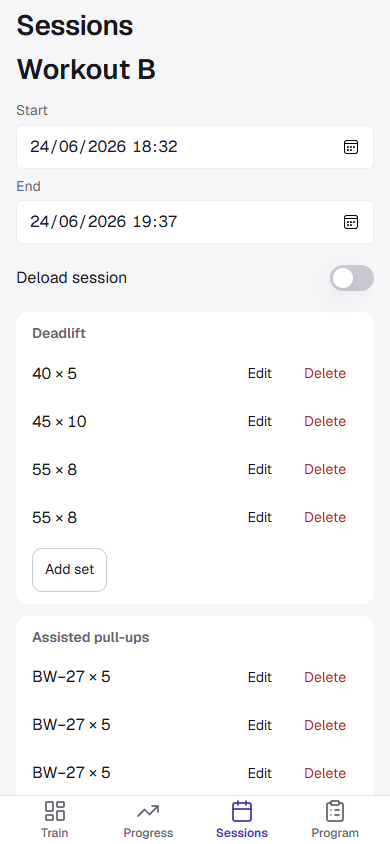 Sessions
Workout B
Start
24/06/2026 18:32
End
24/06/2026 19:37
Deload session
Deadlift
40 × 5 Edit Delete
45 × 10 Edit Delete
55 × 8 Edit Delete
55 × 8 Edit Delete
Add set
Assisted pull-ups
BW−27 × 5 Edit Delete
BW−27 × 5 Edit Delete
BW−27 × 5 Edit Delete
Train Progress Sessions Program